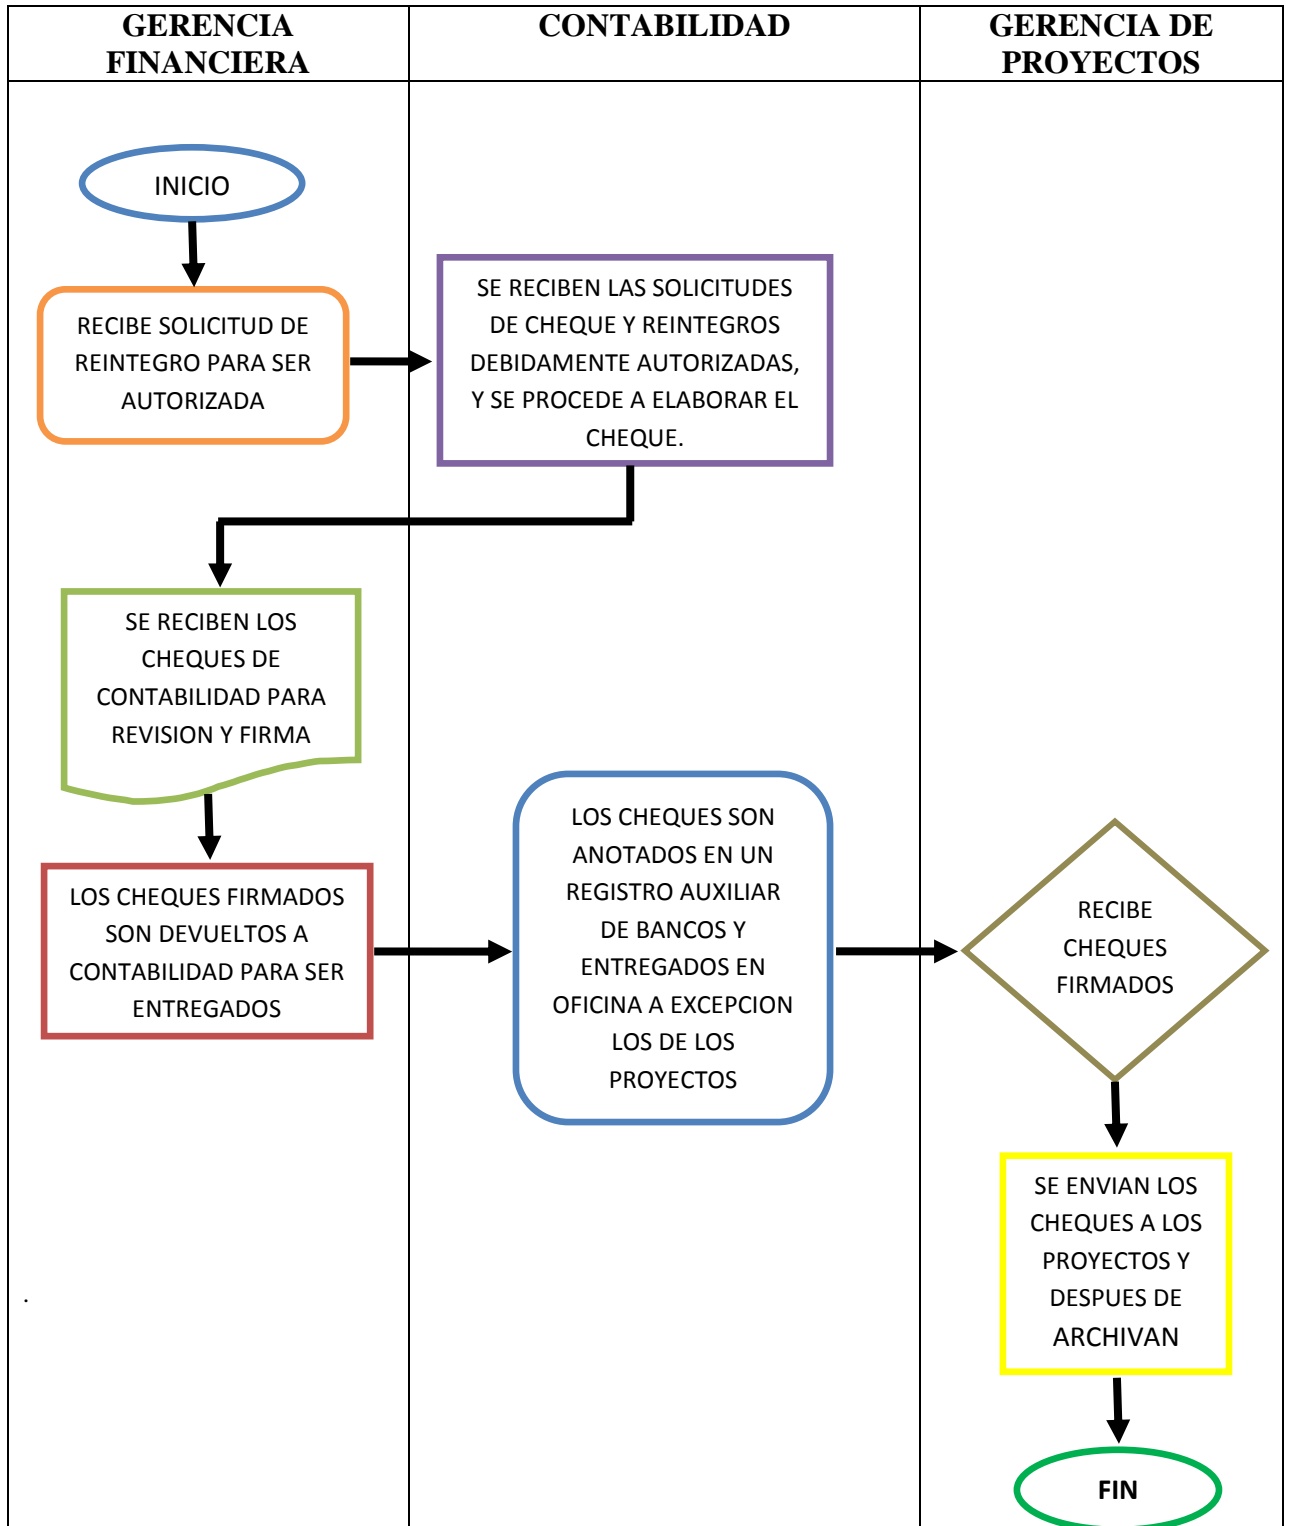 GERENCIA
FINANCIERA
CONTABILIDAD
GERENCIA DE
PROYECTOS
INICIO
RECIBE SOLICITUD DE
REINTEGRO PARA SER
AUTORIZADA
SE RECIBEN LAS SOLICITUDES
DE CHEQUE Y REINTEGROS
DEBIDAMENTE AUTORIZADAS,
Y SE PROCEDE A ELABORAR EL
CHEQUE.
SE RECIBEN LOS
CHEQUES DE
CONTABILIDAD PARA
REVISION Y FIRMA
LOS CHEQUES FIRMADOS
SON DEVUELTOS A
CONTABILIDAD PARA SER
ENTREGADOS
LOS CHEQUES SON
ANOTADOS EN UN
REGISTRO AUXILIAR
DE BANCOS Y
ENTREGADOS EN
OFICINA A EXCEPCION
LOS DE LOS
PROYECTOS
RECIBE
CHEQUES
FIRMADOS
SE ENVIAN LOS
CHEQUES A LOS
PROYECTOS Y
DESPUES DE
ARCHIVAN
.
FIN